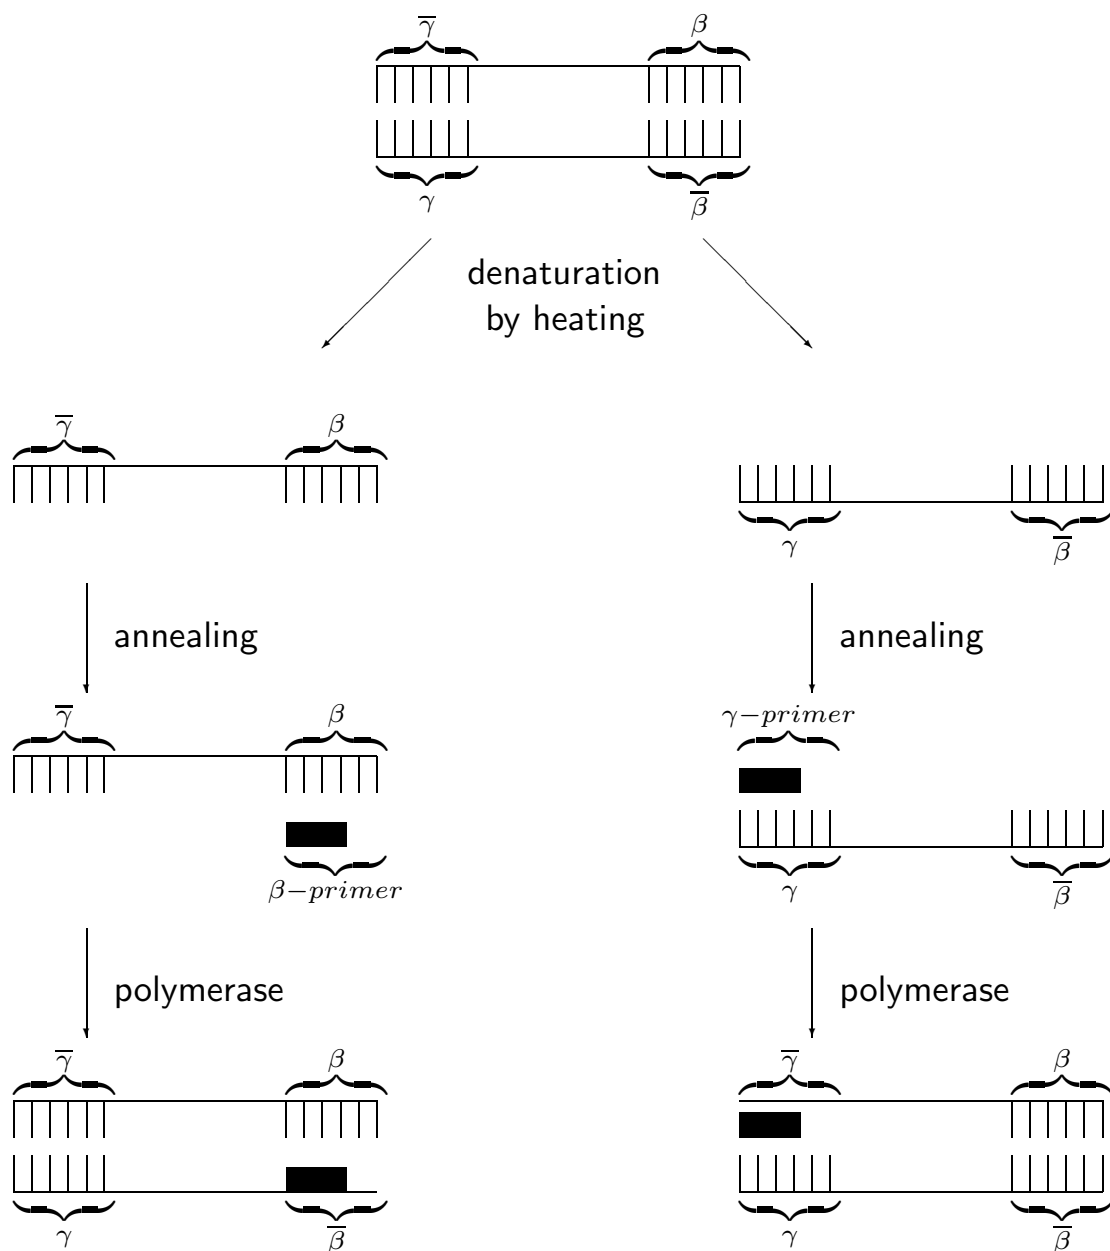 γ̅ β
γ β̅
denaturation
by heating
γ̅ β
γ β̅
annealing annealing
γ̅ β γ−primer
β−primer γ β̅
polymerase polymerase
γ̅ β γ̅ β
γ β̅ γ β̅